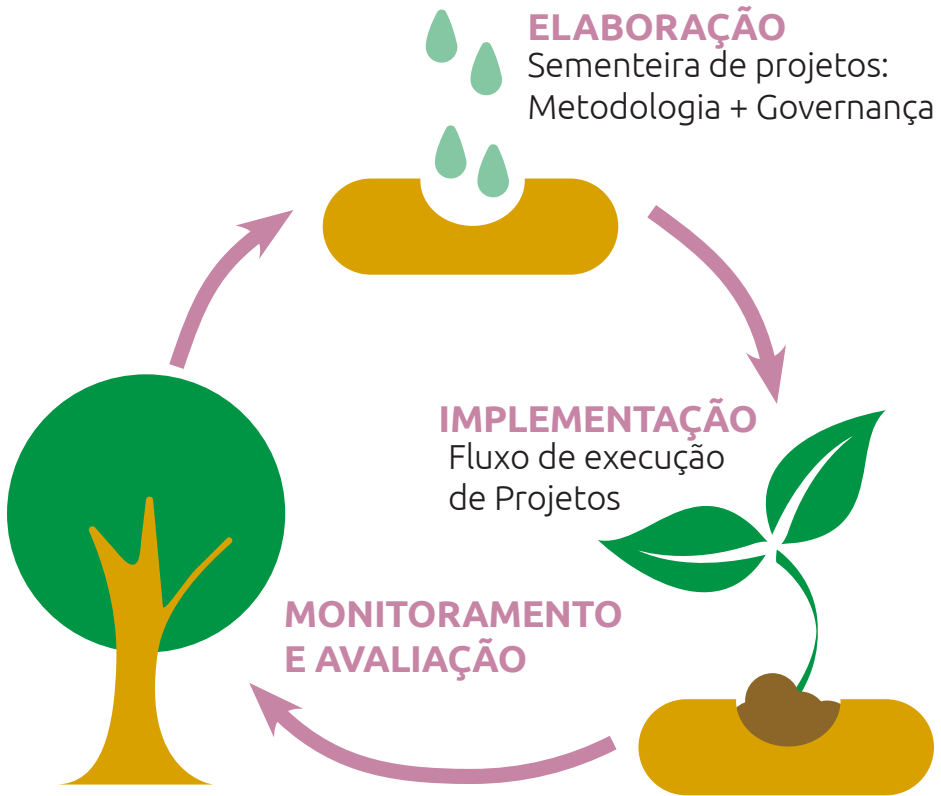 ELABORAÇÃO
Sementeira de projetos:
Metodologia + Governança
IMPLEMENTAÇÃO
Fluxo de execução
de Projetos
MONITORAMENTO
E AVALIAÇÃO